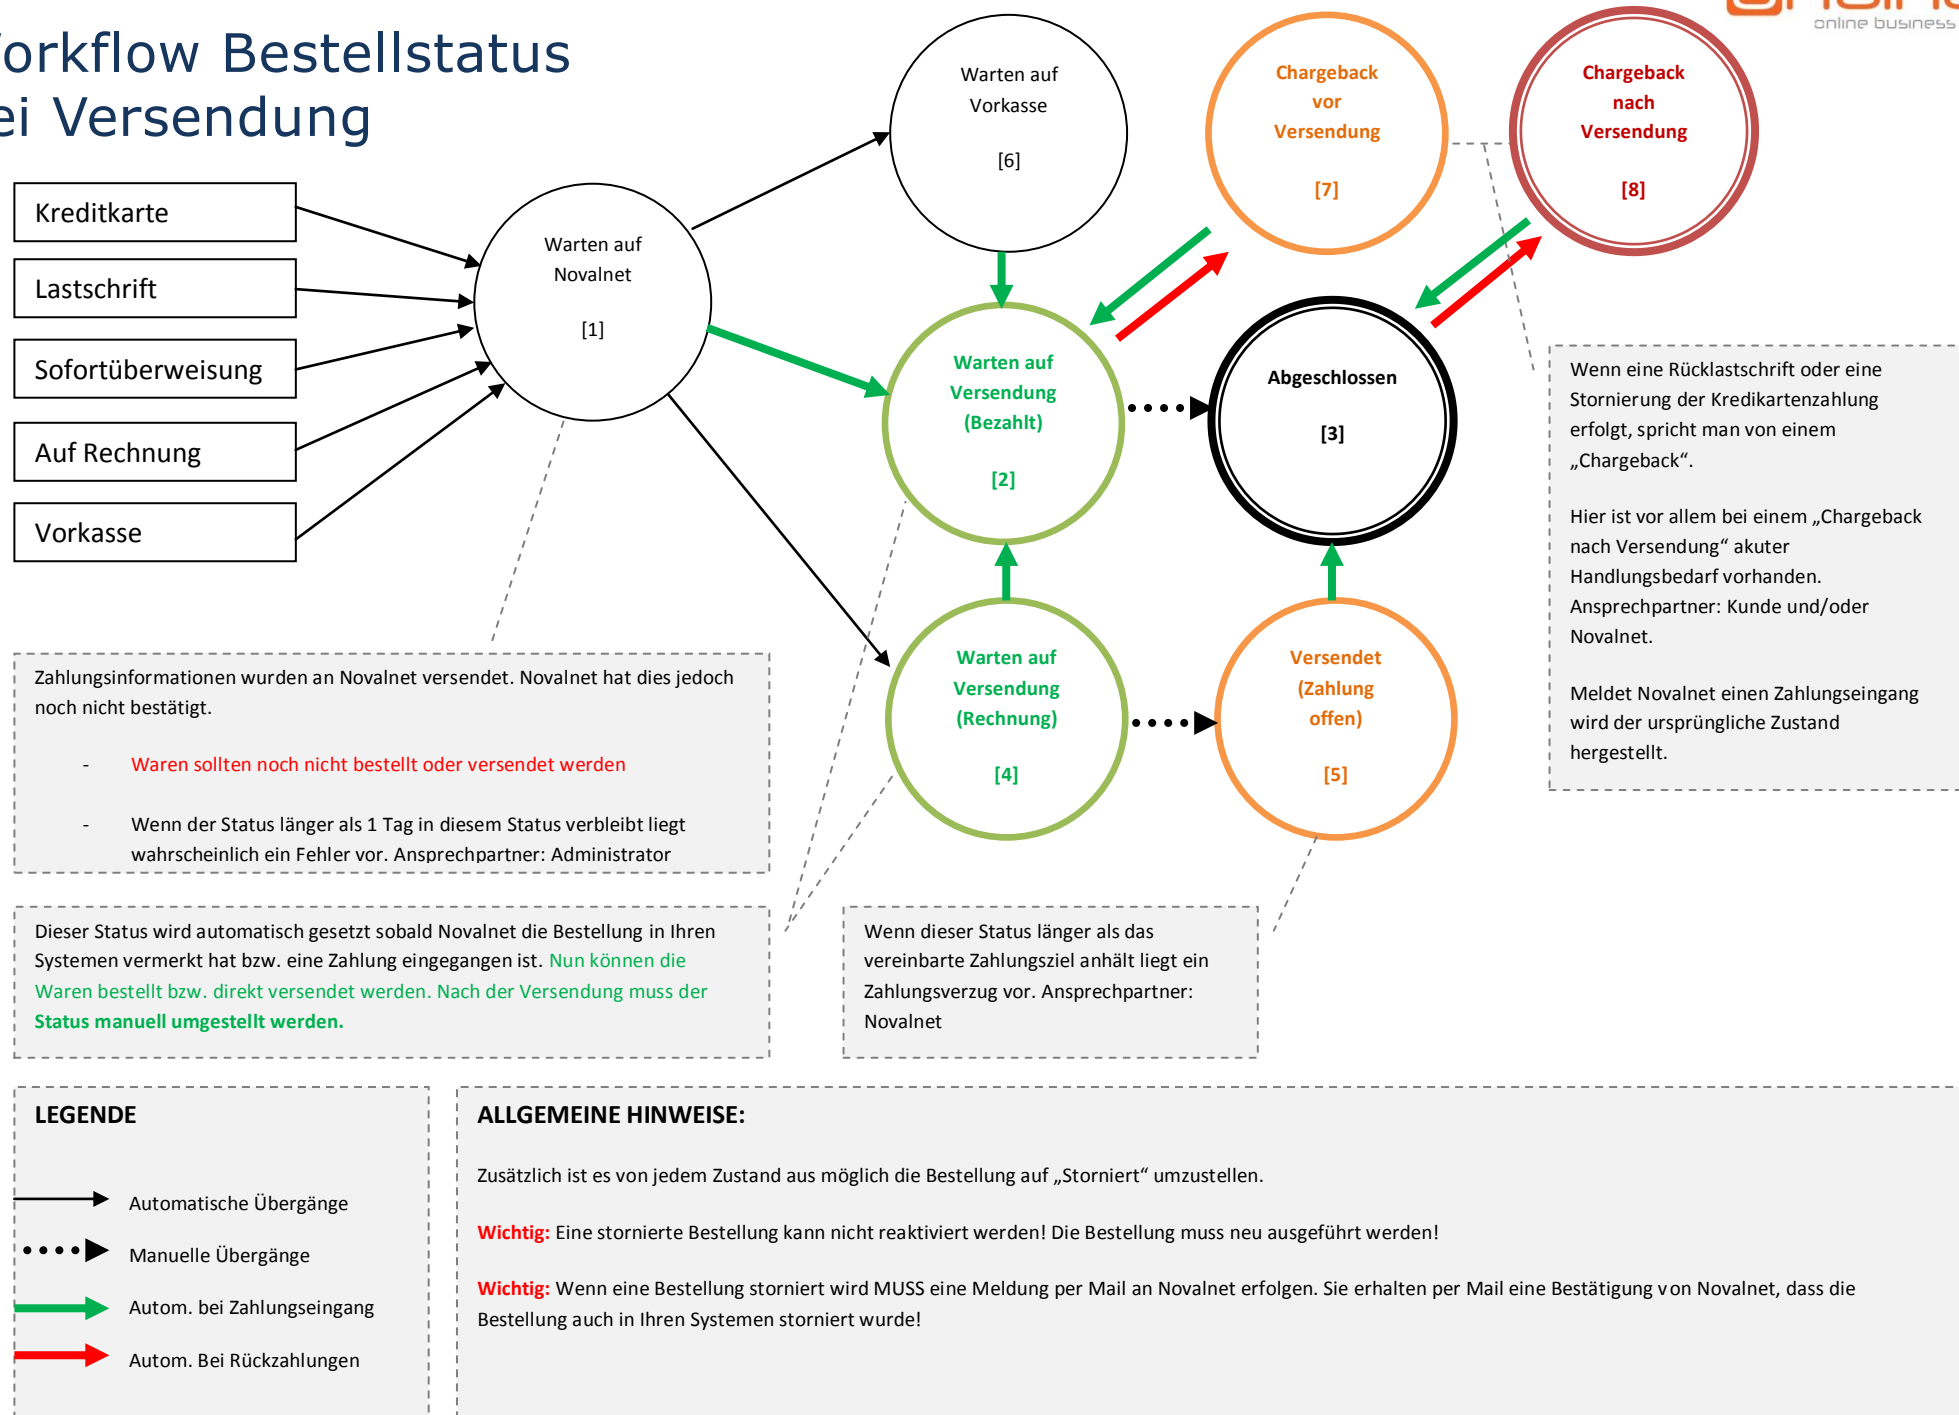 orkflow Bestellstatus
ei Versendung
online business
Kreditkarte
Lastschrift
Sofortüberweisung
Auf Rechnung
Vorkasse
Warten auf
Novalnet
[1]
Warten auf
Vorkasse
[6]
Chargeback
vor
Versendung
[7]
Chargeback
nach
Versendung
[8]
Warten auf
Versendung
(Bezahlt)
[2]
Abgeschlossen
[3]
Warten auf
Versendung
(Rechnung)
[4]
Versendet
(Zahlung
offen)
[5]
Wenn eine Rücklastschrift oder eine
Stornierung der Kredikartenzahlung
erfolgt, spricht man von einem
„Chargeback“.
Hier ist vor allem bei einem „Chargeback
nach Versendung“ akuter
Handlungsbedarf vorhanden.
Ansprechpartner: Kunde und/oder
Novalnet.
Meldet Novalnet einen Zahlungseingang
wird der ursprüngliche Zustand
hergestellt.
Zahlungsinformationen wurden an Novalnet versendet. Novalnet hat dies jedoch
noch nicht bestätigt.
- Waren sollten noch nicht bestellt oder versendet werden
- Wenn der Status länger als 1 Tag in diesem Status verbleibt liegt
wahrscheinlich ein Fehler vor. Ansprechpartner: Administrator
Dieser Status wird automatisch gesetzt sobald Novalnet die Bestellung in Ihren
Systemen vermerkt hat bzw. eine Zahlung eingegangen ist. Nun können die
Waren bestellt bzw. direkt versendet werden. Nach der Versendung muss der
Status manuell umgestellt werden.
Wenn dieser Status länger als das
vereinbarte Zahlungsziel anhält liegt ein
Zahlungsverzug vor. Ansprechpartner:
Novalnet
LEGENDE
Automatische Übergänge
Manuelle Übergänge
Autom. bei Zahlungseingang
Autom. Bei Rückzahlungen
ALLGEMEINE HINWEISE:
Zusätzlich ist es von jedem Zustand aus möglich die Bestellung auf „Storniert“ umzustellen.
Wichtig: Eine stornierte Bestellung kann nicht reaktiviert werden! Die Bestellung muss neu ausgeführt werden!
Wichtig: Wenn eine Bestellung storniert wird MUSS eine Meldung per Mail an Novalnet erfolgen. Sie erhalten per Mail eine Bestätigung von Novalnet, dass die
Bestellung auch in Ihren Systemen storniert wurde!